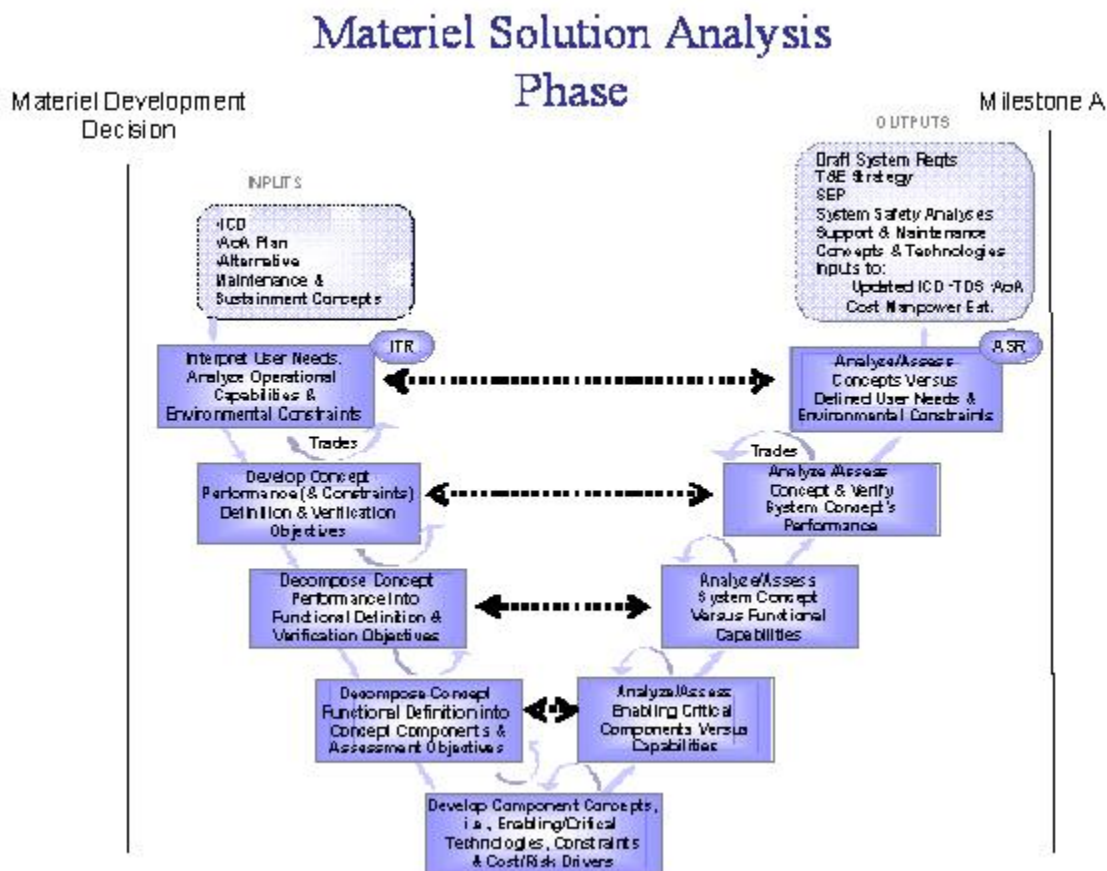 Materiel Solution Analysis
Phase
Materiel Development
Decision
Milestone A
OUTPUTS
Draft System Reqts
T&E Strategy
SEP
System Safety Analyses
Support & Maintenance
Concepts & Technologies
Inputs to:
Updated ICD ·TDS ·AoA
Cost Manpower Est.
INPUTS
·ICD
·AoA Plan
·Alternative
Maintenance &
Sustainment Concepts
ITR
Interpret User Needs.
Analyze Operational
Capabilities &
Environmental Constraints
ASR
Analyze/Assess
Concepts Versus
Defined User Needs &
Environmental Constraints
Trades
Trades
Develop Concept
Performance (& Constraints)
Definition & Verification
Objectives
Analyze /Assess
Concept & Verify
System Concept's
Performance
Decompose Concept
Performance into
Functional Definition &
Verification Objectives
Analyze/Assess
System Concept
Versus Functional
Capabilities
Decompose Concept
Functional Definition into
Concept Components &
Assessment Objectives
Analyze/Assess
Enabling Critical
Components Versus
Capabilities
Develop Component Concepts,
i.e., Enabling/Critical
Technologies, Constraints
& Cost/Risk Drivers